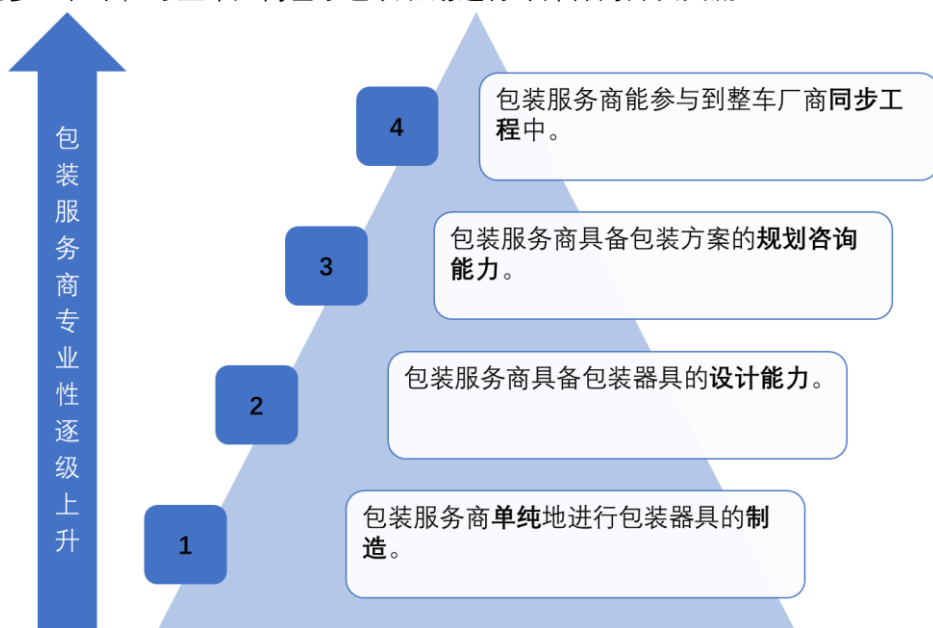 包装服务商专业性逐级上升
4
包装服务商能参与到整车厂商同步工
程中。
3
包装服务商具备包装方案的规划咨询
能力。
2
包装服务商具备包装器具的设计能力。
1
包装服务商单纯地进行包装器具的制
造。